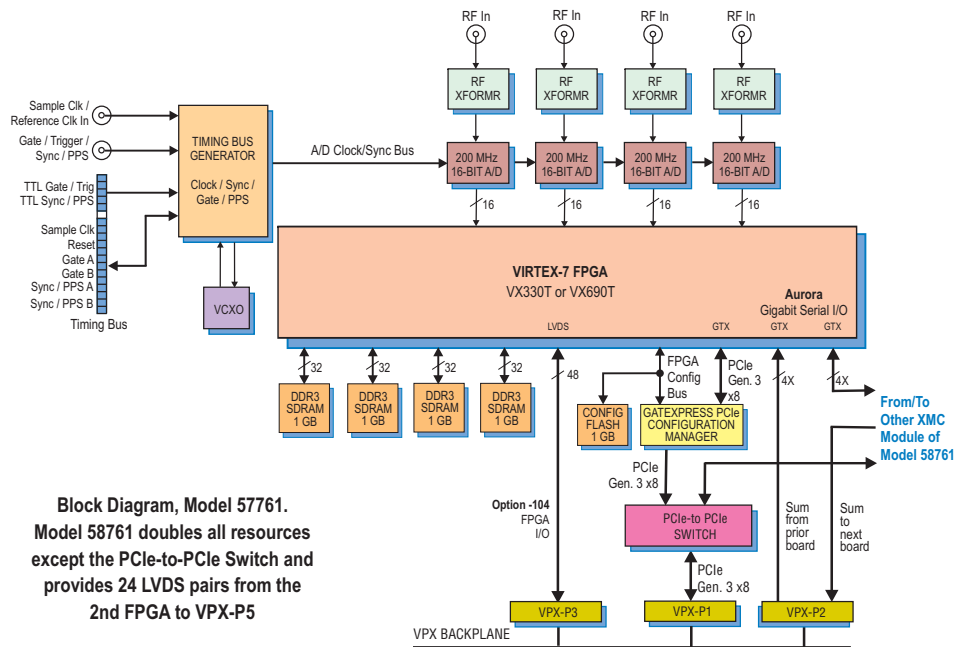 RF In
RF In
RF In
RF In
RF
XFORMR
RF
XFORMR
RF
XFORMR
RF
XFORMR
Sample Clk /
Reference Clk In
Gate / Trigger /
Sync / PPS
TTL Gate / Trig
TTL Sync / PPS
Sample Clk
Reset
Gate A
Gate B
Sync / PPS A
Sync / PPS B
Timing Bus
TIMING BUS
GENERATOR
Clock / Sync /
Gate / PPS
VCXO
A/D Clock/Sync Bus
200 MHz
16-BIT A/D
200 MHz
16-BIT A/D
200 MHz
16-BIT A/D
200 MHz
16-BIT A/D
16
16
16
16
VIRTEX-7 FPGA
VX330T or VX690T
Aurora
Gigabit Serial I/O
LVDS
GTX
GTX
GTX
32
32
32
32
48
FPGA
Config
Bus
PCIe
Gen. 3
x8
4X
4X
DDR3
SDRAM
1 GB
DDR3
SDRAM
1 GB
DDR3
SDRAM
1 GB
DDR3
SDRAM
1 GB
CONFIG
FLASH
1 GB
GATEXPRESS PCIe
CONFIGURATION
MANAGER
From/To
Other XMC
Module of
Model 58761
PCIe
Gen. 3 x8
Option -104
FPGA
I/O
PCIe-to PCIe
SWITCH
Sum
from
prior
board
Sum
to
next
board
PCIe
Gen. 3 x8
Block Diagram, Model 57761.
Model 58761 doubles all resources
except the PCIe-to-PCIe Switch and
provides 24 LVDS pairs from the
2nd FPGA to VPX-P5
VPX-P3
VPX-P1
VPX-P2
VPX BACKPLANE